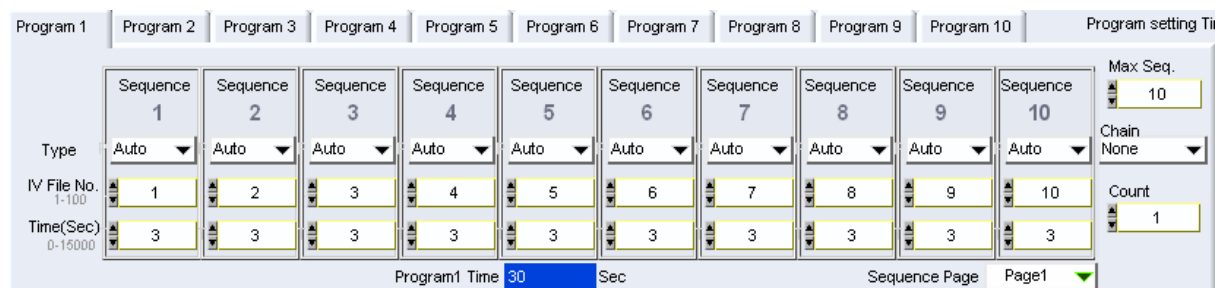 Program 1 Program 2 Program 3 Program 4 Program 5 Program 6 Program 7 Program 8 Program 9 Program 10 Program setting
Sequence Sequence Sequence Sequence Sequence Sequence Sequence Sequence Sequence Sequence Max Seq.
1 2 3 4 5 6 7 8 9 10 10
Chain
Type Auto Auto Auto Auto Auto Auto Auto Auto Auto Auto None
IV File No. 1 2 3 4 5 6 7 8 9 10 Count
1-100
Time(Sec) 3 3 3 3 3 3 3 3 3 3 1
0-15000
Program1 Time 30 Sec Sequence Page Page1